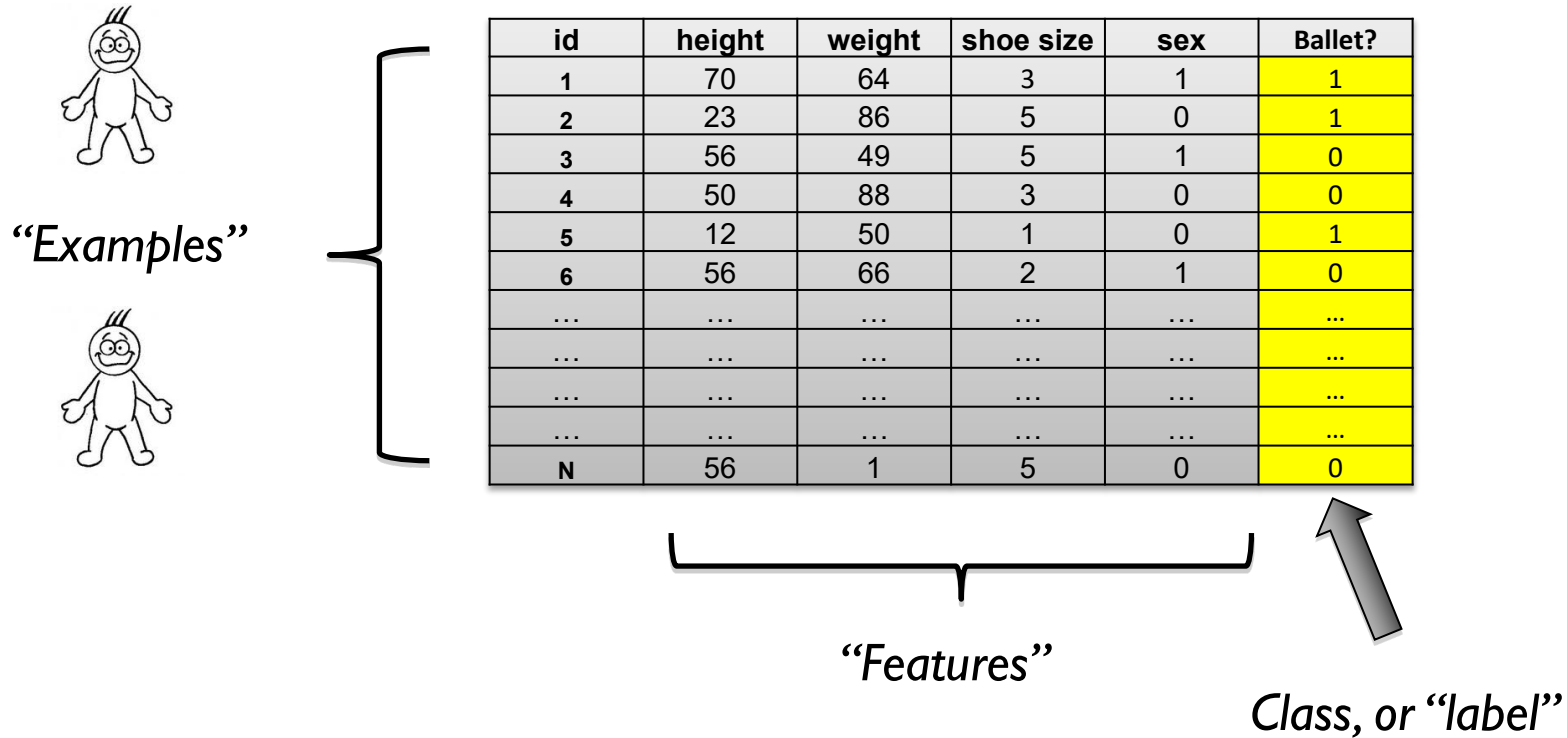 id height weight shoe size sex Ballet?
1 70 64 3 1 1
2 23 86 5 0 1
3 56 49 5 1 0
4 50 88 3 0 0
5 12 50 1 0 1
6 56 66 2 1 0
… … … … … …
… … … … … …
… … … … … …
… … … … … …
N 56 1 5 0 0
“Examples”
“Features”
Class, or “label”